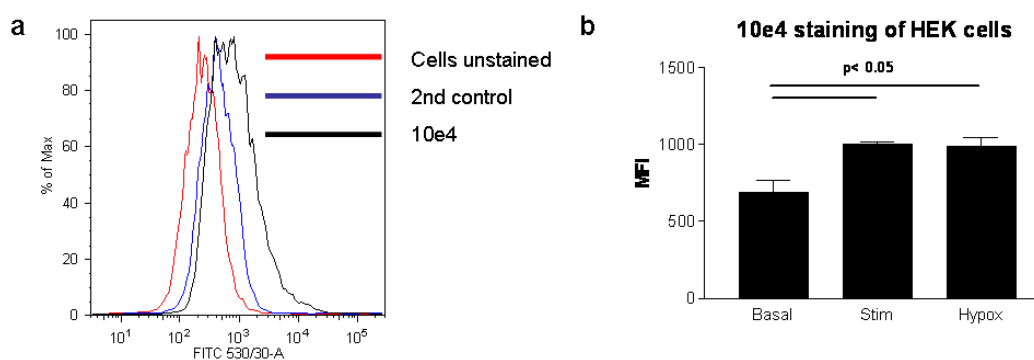 a
% of Max
100
80
60
40
20
0
10¹ 10² 10³ 10⁴ 10⁵
FITC 530/30-A
Cells unstained
2nd control
10e4
b
10e4 staining of HEK cells
p< 0.05
MFI
1500
1000
500
0
Basal Stim Hypox